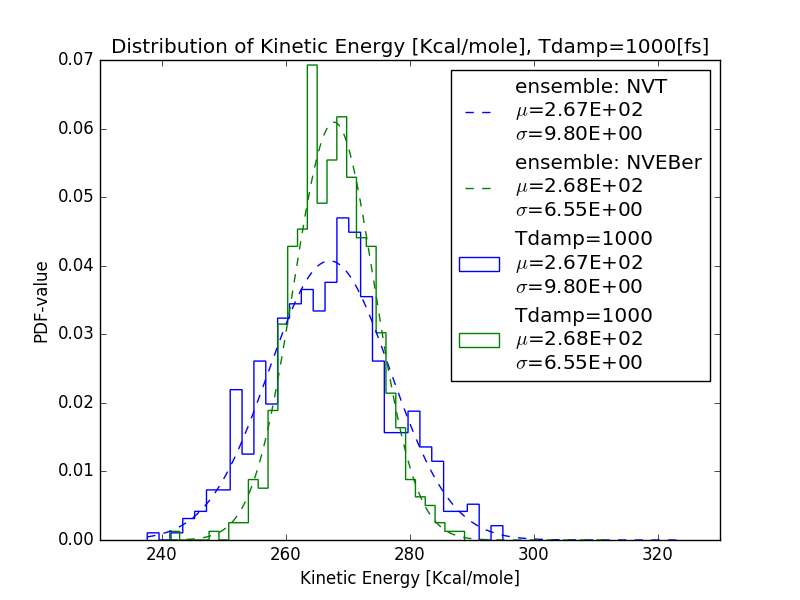 Distribution of Kinetic Energy [Kcal/mole], Tdamp=1000[fs]
0.07
0.06
0.05
0.04
0.03
0.02
0.01
0.00
PDF-value
ensemble: NVT
μ=2.67E+02
σ=9.80E+00
ensemble: NVEBer
μ=2.68E+02
σ=6.55E+00
Tdamp=1000
μ=2.67E+02
σ=9.80E+00
Tdamp=1000
μ=2.68E+02
σ=6.55E+00
240 260 280 300 320
Kinetic Energy [Kcal/mole]